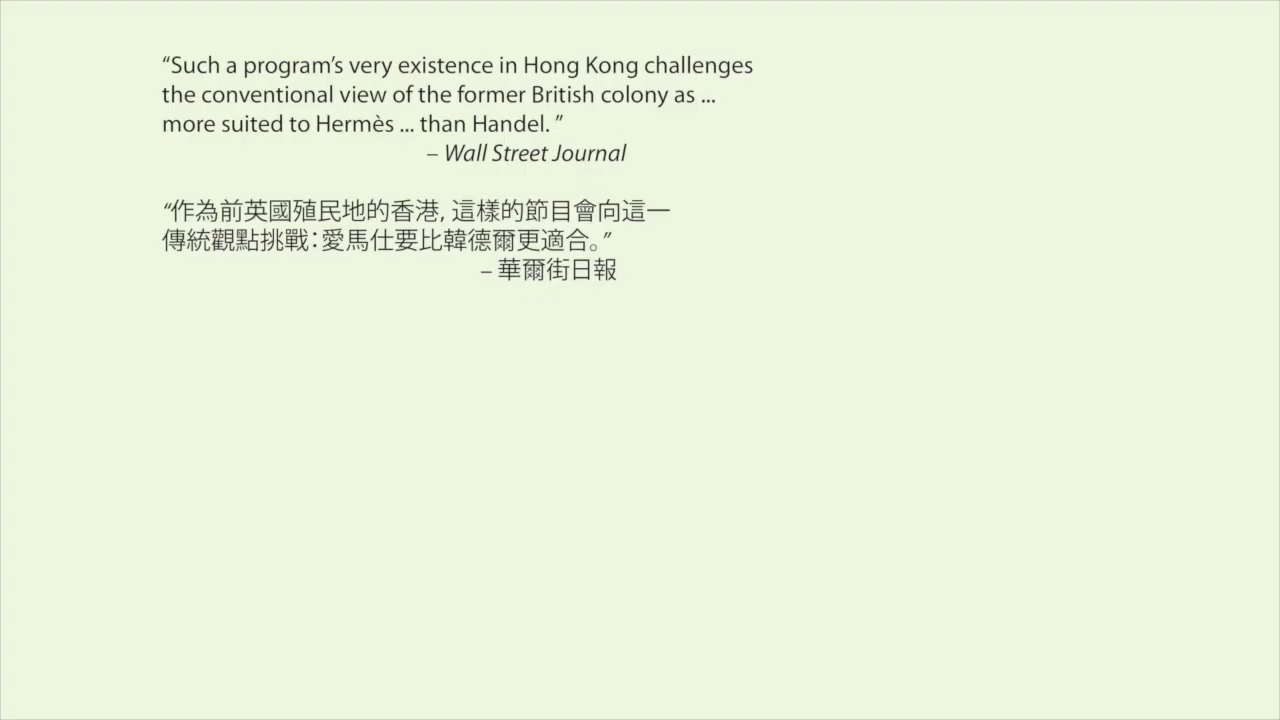 “Such a program’s very existence in Hong Kong challenges
the conventional view of the former British colony as ...
more suited to Hermès ... than Handel. ”
– Wall Street Journal
“作為前英國殖民地的香港, 這樣的節目會向這一
傳統觀點挑戰：愛馬仕要比韓德爾更適合。”
– 華爾街日報